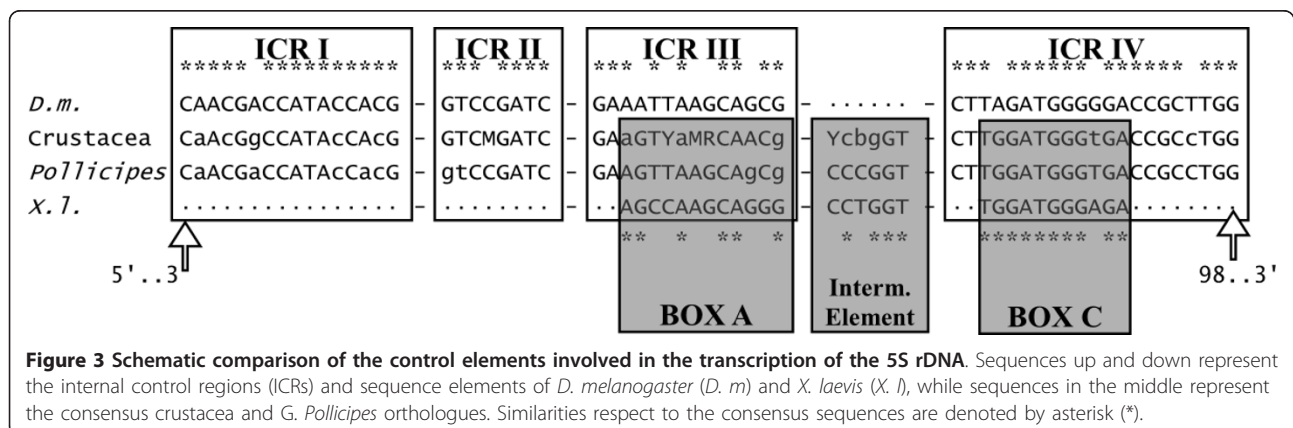 ICR I ICR II ICR III ICR IV
***** ********** *** **** *** * * ** ** *** ****** ****** ***
D.m. CAACGACCATACCACG – GTCCGATC – GAAATTAAGCAGCG – ······ – CTTAGATGGGGGACCGCTTGG
Crustacea CaAcGgCCATAcCAcG – GTCMGATC – GAaGTYaMRCAACg – YcbgGT – CTTGGATGGGtGACCGCcTGG
Pollicipes CaACGaCCATAcCacG – gtCCGATC – GAAGTTAAGCAgCg – CCCGGT – CTTGGATGGGTGACCGCCTGG
X.l. ················ – ········ – ··AGCCAAGCAGGG – CCTGGT – ··TGGATGGGAGA········
** * ** * * *** ******** **
5'..3 98..3'
Interm.
BOX A Element BOX C
Figure 3 Schematic comparison of the control elements involved in the transcription of the 5S rDNA. Sequences up and down represent
the internal control regions (ICRs) and sequence elements of D. melanogaster (D. m) and X. laevis (X. l), while sequences in the middle represent
the consensus crustacea and G. Pollicipes orthologues. Similarities respect to the consensus sequences are denoted by asterisk (*).